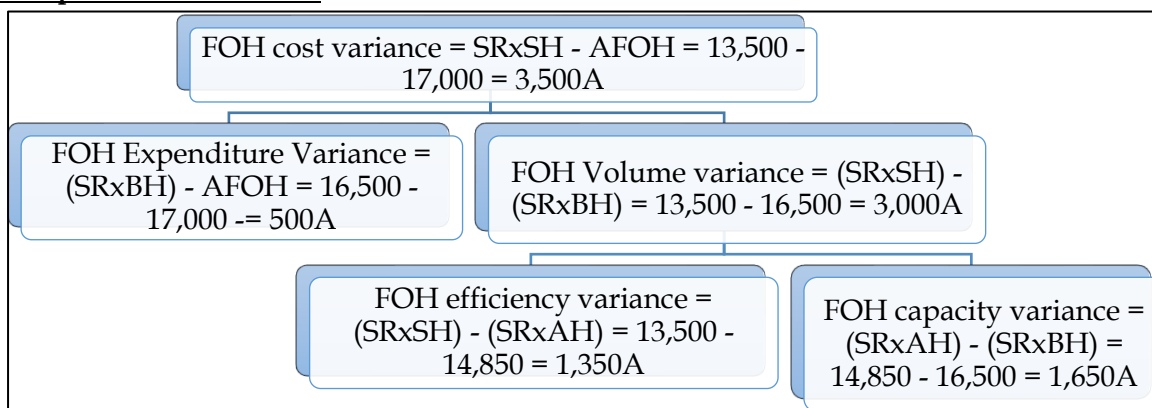 FOH cost variance = SRxSH - AFOH = 13,500 -
17,000 = 3,500A
FOH Expenditure Variance =
(SRxBH) - AFOH = 16,500 -
17,000 -= 500A
FOH Volume variance = (SRxSH) -
(SRxBH) = 13,500 - 16,500 = 3,000A
FOH efficiency variance =
(SRxSH) - (SRxAH) = 13,500 -
14,850 = 1,350A
FOH capacity variance =
(SRxAH) - (SRxBH) =
14,850 - 16,500 = 1,650A